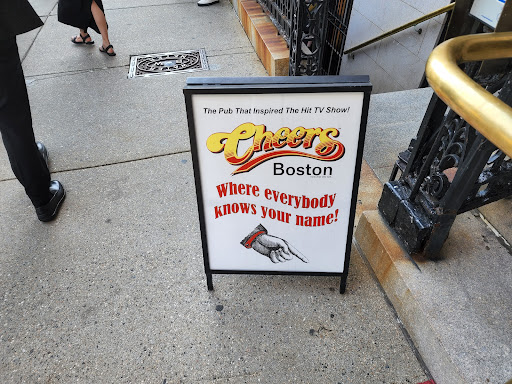 The Pub That Inspired The Hit TV Show!
Cheers
Boston
Where everybody
knows your name!